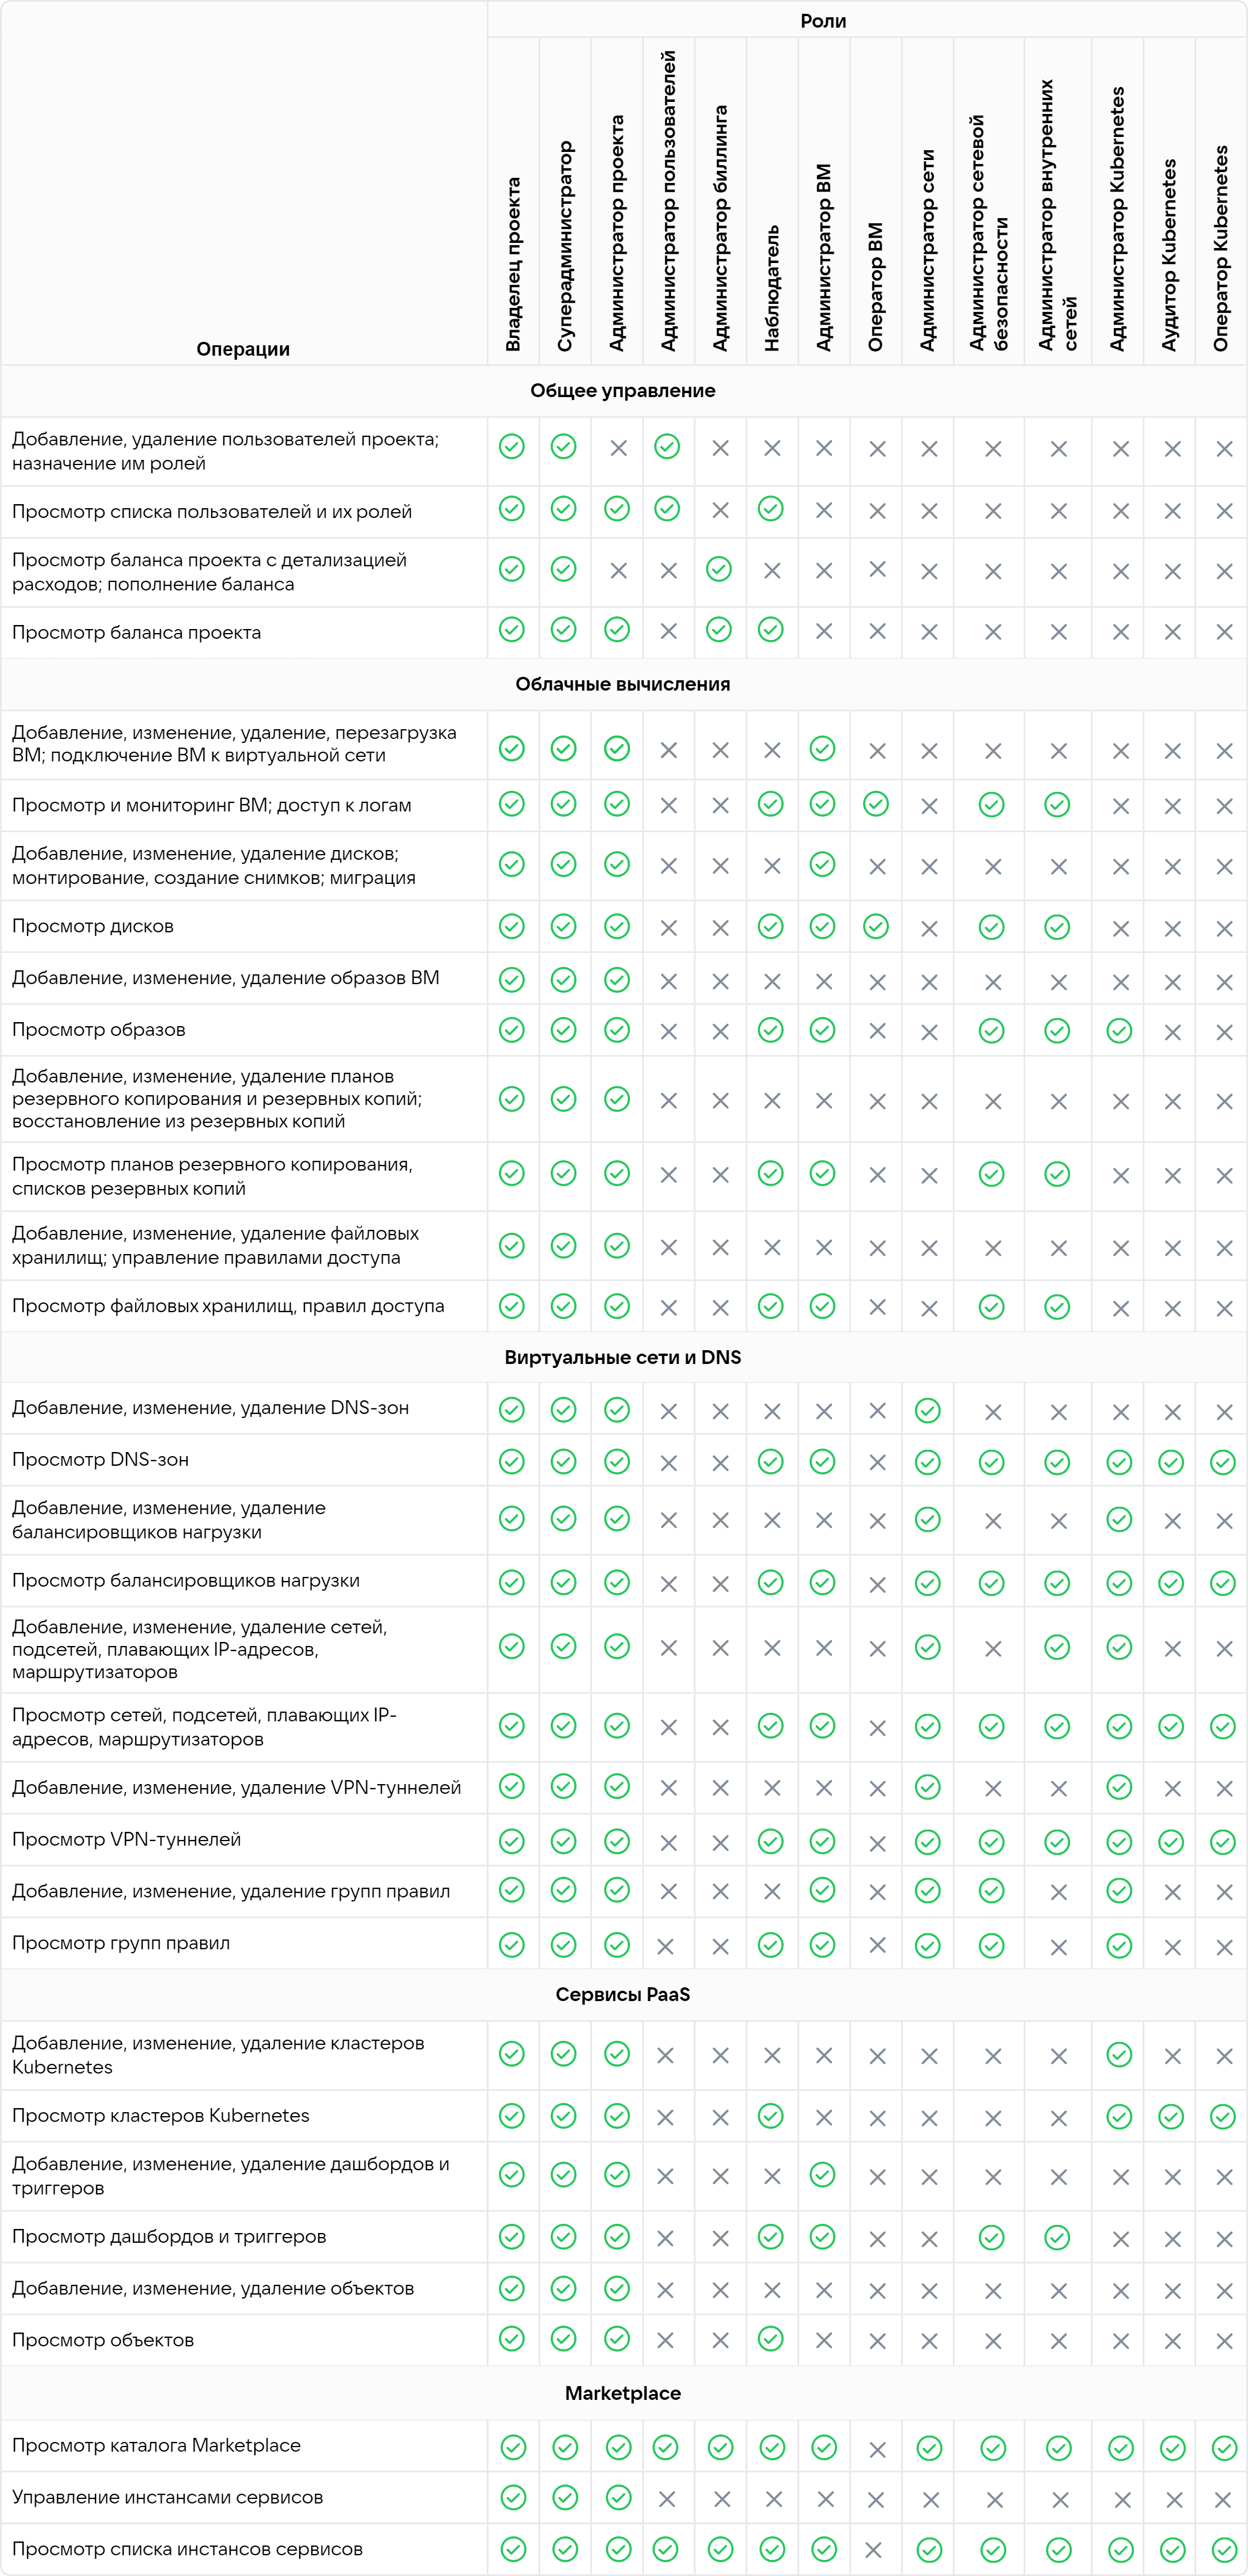 Роли
Операции
Владелец проекта
Суперадминистратор
Администратор проекта
Администратор пользователей
Администратор биллинга
Наблюдатель
Администратор ВМ
Оператор ВМ
Администратор сети
Администратор сетевой
безопасности
Администратор внутренних
сетей
Администратор Kubernetes
Аудитор Kubernetes
Оператор Kubernetes
Общее управление
Добавление, удаление пользователей проекта;
назначение им ролей
Просмотр списка пользователей и их ролей
Просмотр баланса проекта с детализацией
расходов; пополнение баланса
Просмотр баланса проекта
Облачные вычисления
Добавление, изменение, удаление, перезагрузка
ВМ; подключение ВМ к виртуальной сети
Просмотр и мониторинг ВМ; доступ к логам
Добавление, изменение, удаление дисков;
монтирование, создание снимков; миграция
Просмотр дисков
Добавление, изменение, удаление образов ВМ
Просмотр образов
Добавление, изменение, удаление планов
резервного копирования и резервных копий;
восстановление из резервных копий
Просмотр планов резервного копирования,
списков резервных копий
Добавление, изменение, удаление файловых
хранилищ; управление правилами доступа
Просмотр файловых хранилищ, правил доступа
Виртуальные сети и DNS
Добавление, изменение, удаление DNS-зон
Просмотр DNS-зон
Добавление, изменение, удаление
балансировщиков нагрузки
Просмотр балансировщиков нагрузки
Добавление, изменение, удаление сетей,
подсетей, плавающих IP-адресов,
маршрутизаторов
Просмотр сетей, подсетей, плавающих IP-
адресов, маршрутизаторов
Добавление, изменение, удаление VPN-туннелей
Просмотр VPN-туннелей
Добавление, изменение, удаление групп правил
Просмотр групп правил
Сервисы PaaS
Добавление, изменение, удаление кластеров
Kubernetes
Просмотр кластеров Kubernetes
Добавление, изменение, удаление дашбордов и
триггеров
Просмотр дашбордов и триггеров
Добавление, изменение, удаление объектов
Просмотр объектов
Marketplace
Просмотр каталога Marketplace
Управление инстансами сервисов
Просмотр списка инстансов сервисов